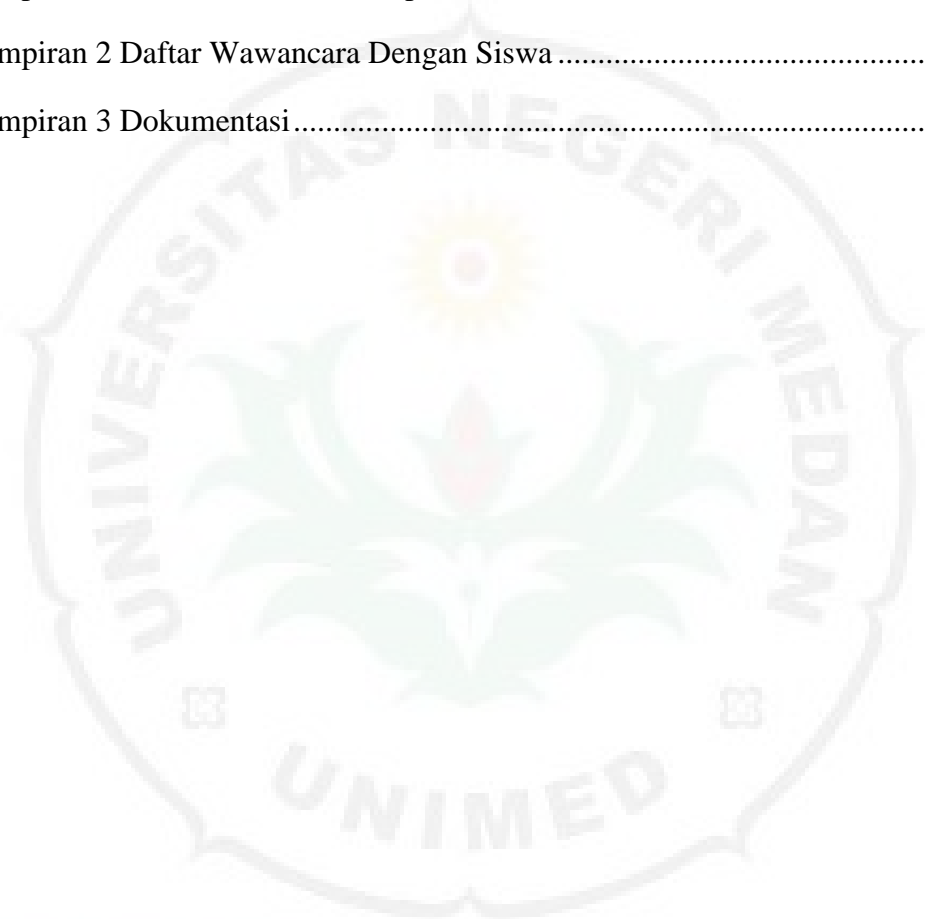 mpiran 2 Daftar Wawancara Dengan Siswa ..............................................
mpiran 3 Dokumentasi...............................................................................
UNIVERSITAS NEGERI MEDAN
UNIMED